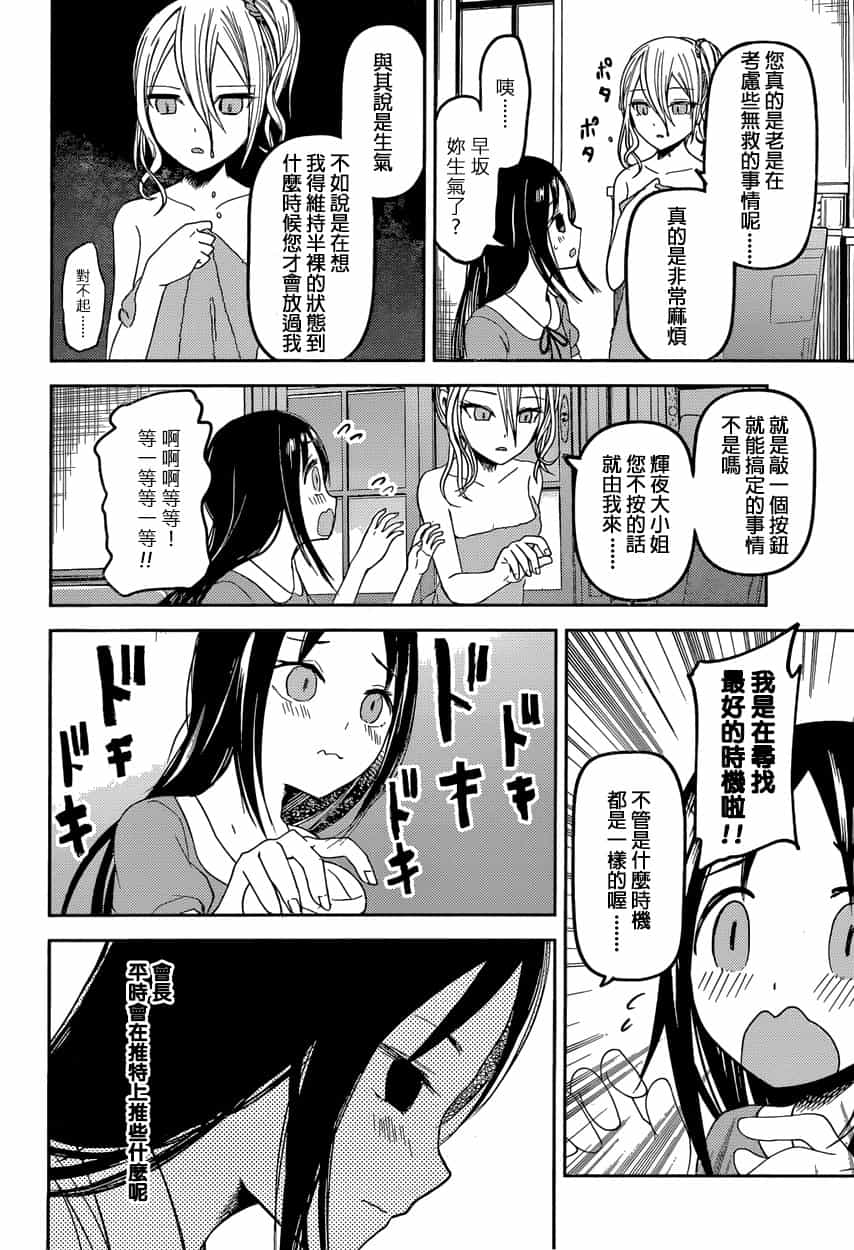 您真的是老是在
考慮些無救的事情呢……
真的是非常麻煩
ポタ
ポタ
咦……
早坂
妳生氣了？
與其說是生氣
不如說是在想
我得維持半裸的狀態到
什麼時候您才會放過我
對不起……
就是敲一個按鈕
就能搞定的事情
不是嗎
輝夜大小姐
您不按的話
就由我來……
啊啊啊等等！
等一等等一等!!
我是在尋找
最好的時機啦!!
不管是什麼時機
都是一樣的喔……
ドド
ドキ
ドキ
ドキ
會長
平時會在推特上推些什麼呢